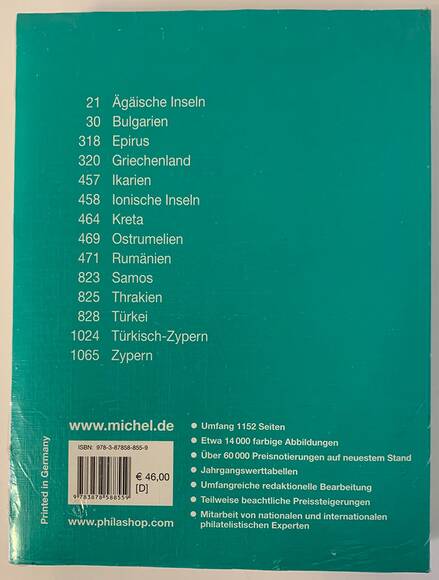 21 Ägäische Inseln
30 Bulgarien
318 Epirus
320 Griechenland
457 Ikarien
458 Ionische Inseln
464 Kreta
469 Ostrumelien
471 Rumänien
823 Samos
825 Thrakien
828 Türkei
1024 Türkisch-Zypern
1065 Zypern
www.michel.de
ISBN: 978-3-87858-855-9
€ 46,00
[D]
9 783878 588559
www.philashop.com
Printed in Germany
• Umfang 1152 Seiten
• Etwa 14 000 farbige Abbildungen
• Über 60 000 Preisnotierungen auf neuestem Stand
• Jahrgangswerttabellen
• Umfangreiche redaktionelle Bearbeitung
• Teilweise beachtliche Preissteigerungen
• Mitarbeit von nationalen und internationalen
philatelistischen Experten